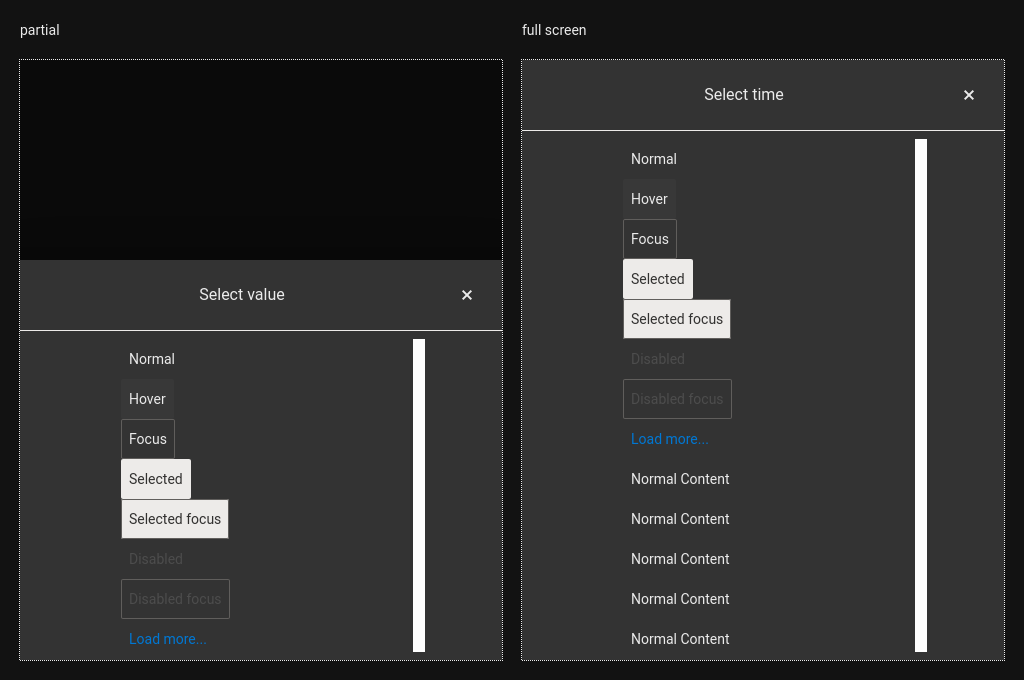 partial
Select value
×
Normal
Hover
Focus
Selected
Selected focus
Disabled
Disabled focus
Load more...
full screen
Select time
×
Normal
Hover
Focus
Selected
Selected focus
Disabled
Disabled focus
Load more...
Normal Content
Normal Content
Normal Content
Normal Content
Normal Content